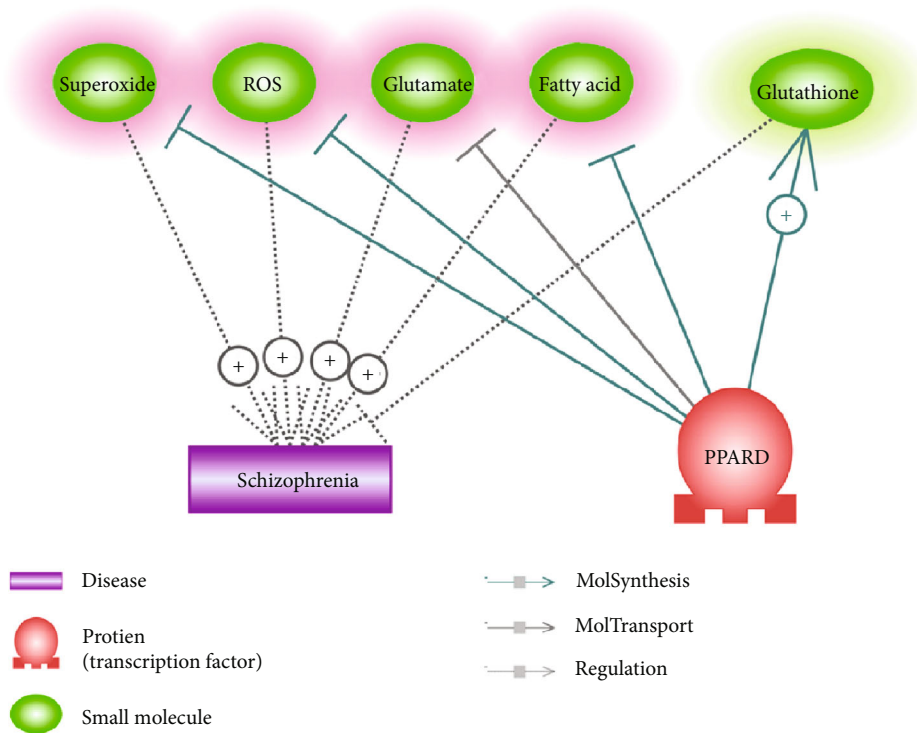 Superoxide
ROS
Glutamate
Fatty acid
Glutathione
+
+
+
+
+
Schizophrenia
PPARD
Disease
Protien
(transcription factor)
Small molecule
MolSynthesis
MolTransport
Regulation